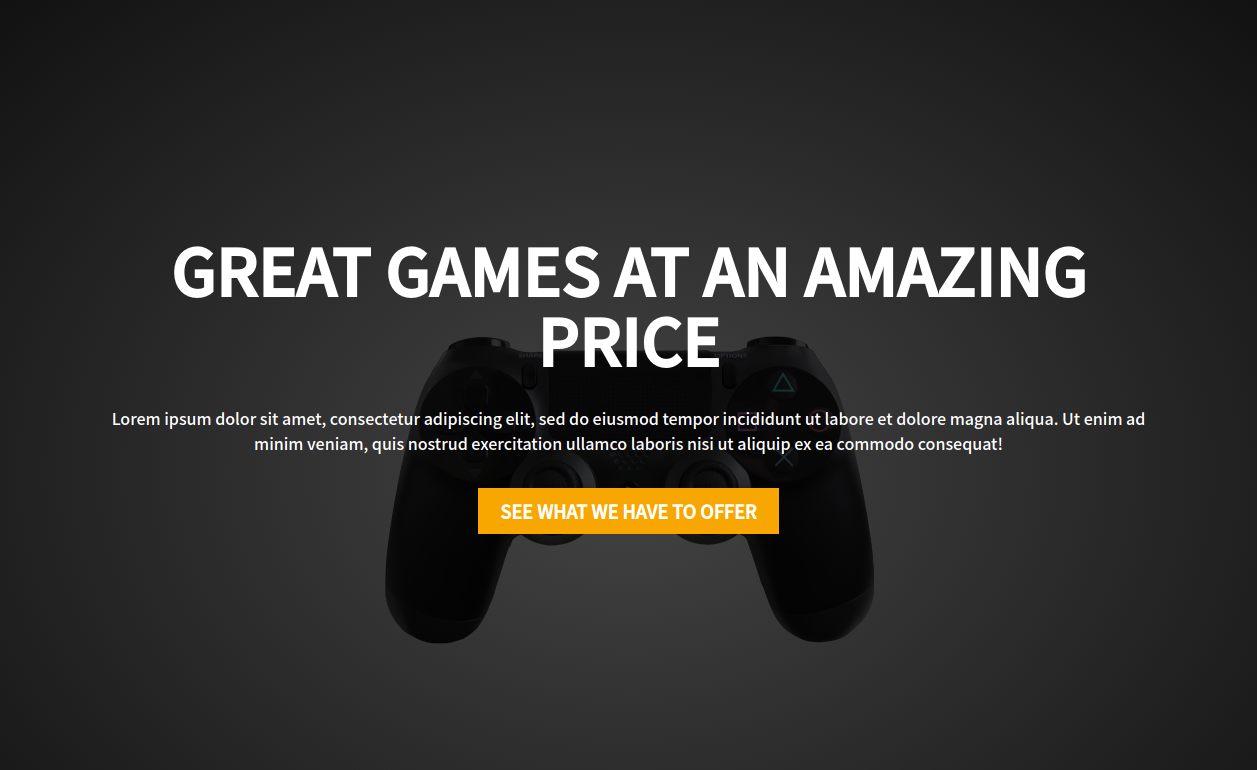 GREAT GAMES AT AN AMAZING
PRICE
SHARE
OPTIONS
Lorem ipsum dolor sit amet, consectetur adipiscing elit, sed do eiusmod tempor incididunt ut labore et dolore magna aliqua. Ut enim ad
minim veniam, quis nostrud exercitation ullamco laboris nisi ut aliquip ex ea commodo consequat!
SEE WHAT WE HAVE TO OFFER